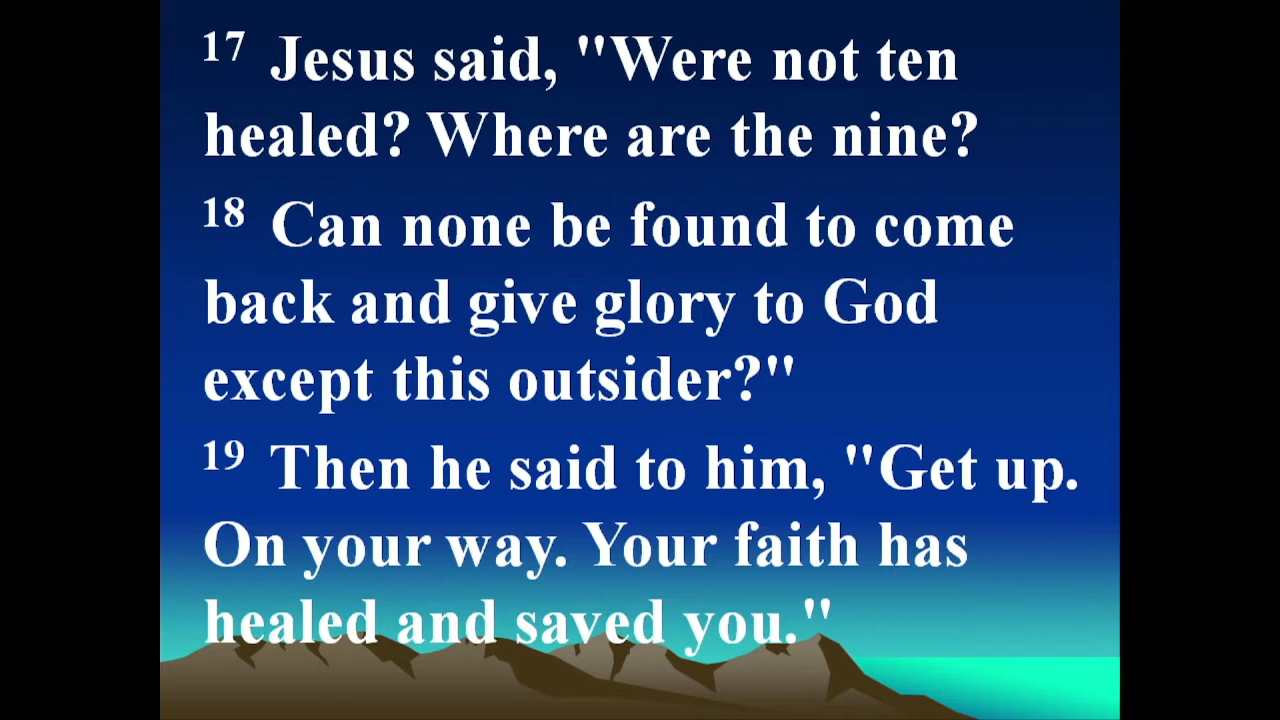 17 Jesus said, "Were not ten
healed? Where are the nine?
18 Can none be found to come
back and give glory to God
except this outsider?"
19 Then he said to him, "Get up.
On your way. Your faith has
healed and saved you."